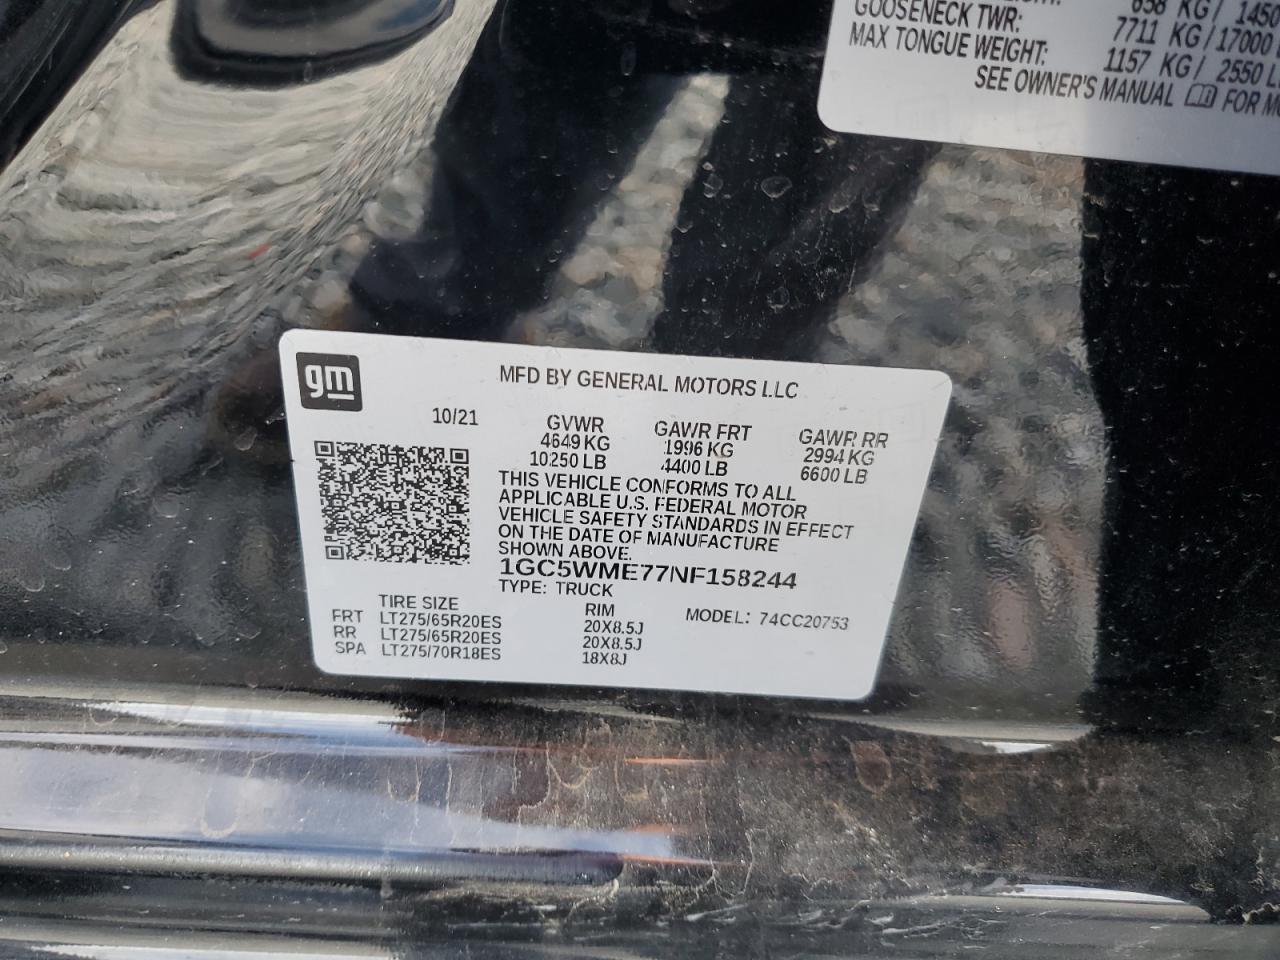 658 KG/ 1450
GOOSENECK TWR: 7711 KG/17000
MAX TONGUE WEIGHT: 1157 KG/ 2550
SEE OWNER'S MANUAL FOR
gm
MFD BY GENERAL MOTORS LLC
10/21 GVWR GAWR FRT GAWR RR
4649 KG 1996 KG 2994 KG
10250 LB 4400 LB 6600 LB
THIS VEHICLE CONFORMS TO ALL
APPLICABLE U.S. FEDERAL MOTOR
VEHICLE SAFETY STANDARDS IN EFFECT
ON THE DATE OF MANUFACTURE
SHOWN ABOVE.
1GC5WME77NF158244
TYPE: TRUCK
TIRE SIZE RIM MODEL: 74CC20753
FRT LT275/65R20ES 20X8.5J
RR LT275/65R20ES 20X8.5J
SPA LT275/70R18ES 18X8J